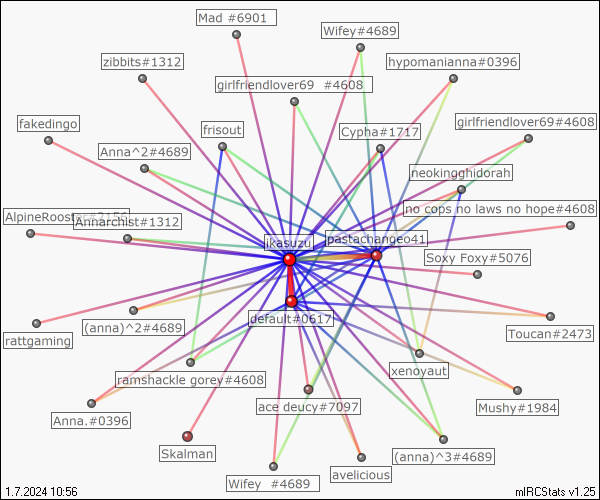 Mad #6901
Wifey#4689
zibbits#1312
hypomanianna#0396
girlfriendlover69 #4608
fakedingo
frisout
Cypha#1717
girlfriendlover69#4608
Anna^2#4689
neokingghidorah
AlpineRooster#2156
Annarchist#1312
no cops no laws no hope#4608
ikasuzu
pastachangeo41
Soxy Foxy#5076
default#0617
rattgaming
(anna)^2#4689
Toucan#2473
ramshackle gorey#4608
xenoyaut
Anna.#0396
ace deucy#7097
Mushy#1984
Skalman
(anna)^3#4689
Wifey #4689
avelicious
1.7.2024 10:56
mIRCStats v1.25